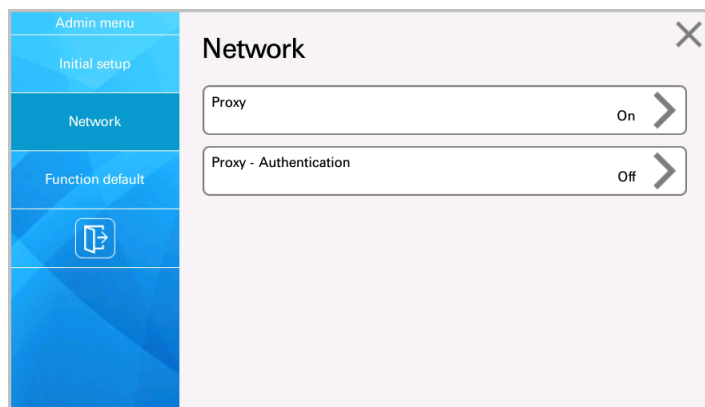 Admin menu
Initial setup
Network
Function default
Network
Proxy
On
Proxy - Authentication
Off